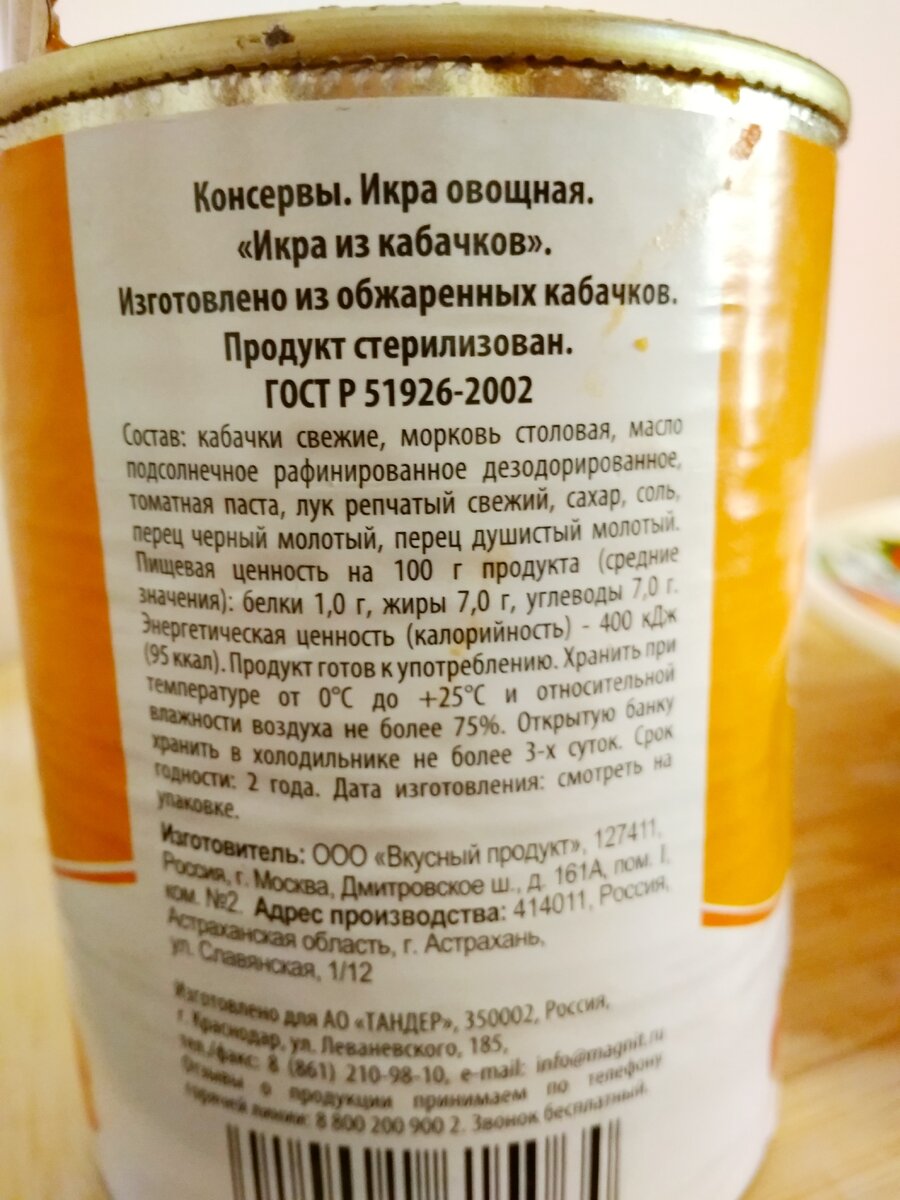 Консервы. Икра овощная.
«Икра из кабачков».
Изготовлено из обжаренных кабачков.
Продукт стерилизован.
ГОСТ Р 51926-2002
Состав: кабачки свежие, морковь столовая, масло
подсолнечное рафинированное дезодорированное,
томатная паста, лук репчатый свежий, сахар, соль,
перец черный молотый, перец душистый молотый.
Пищевая ценность на 100 г продукта (средние
значения): белки 1,0 г, жиры 7,0 г, углеводы 7,0 г.
Энергетическая ценность (калорийность) - 400 кДж
(95 ккал). Продукт готов к употреблению. Хранить при
температуре от 0°С до +25°С и относительной
влажности воздуха не более 75%. Открытую банку
хранить в холодильнике не более 3-х суток. Срок
годности: 2 года. Дата изготовления: смотреть на
упаковке.
Изготовитель: ООО «Вкусный продукт», 127411,
Россия, г. Москва, Дмитровское ш., д. 161А, пом. I,
ком. №2. Адрес производства: 414011, Россия,
Астраханская область, г. Астрахань,
ул. Славянская, 1/12
Изготовлено для АО «ТАНДЕР», 350002, Россия,
г. Краснодар, ул. Леваневского, 185,
тел./факс: 8 (861) 210-98-10, e-mail: info@magnit.ru
Отзывы о продукции принимаем по телефону
горячей линии: 8 800 200 900 2. Звонок бесплатный.